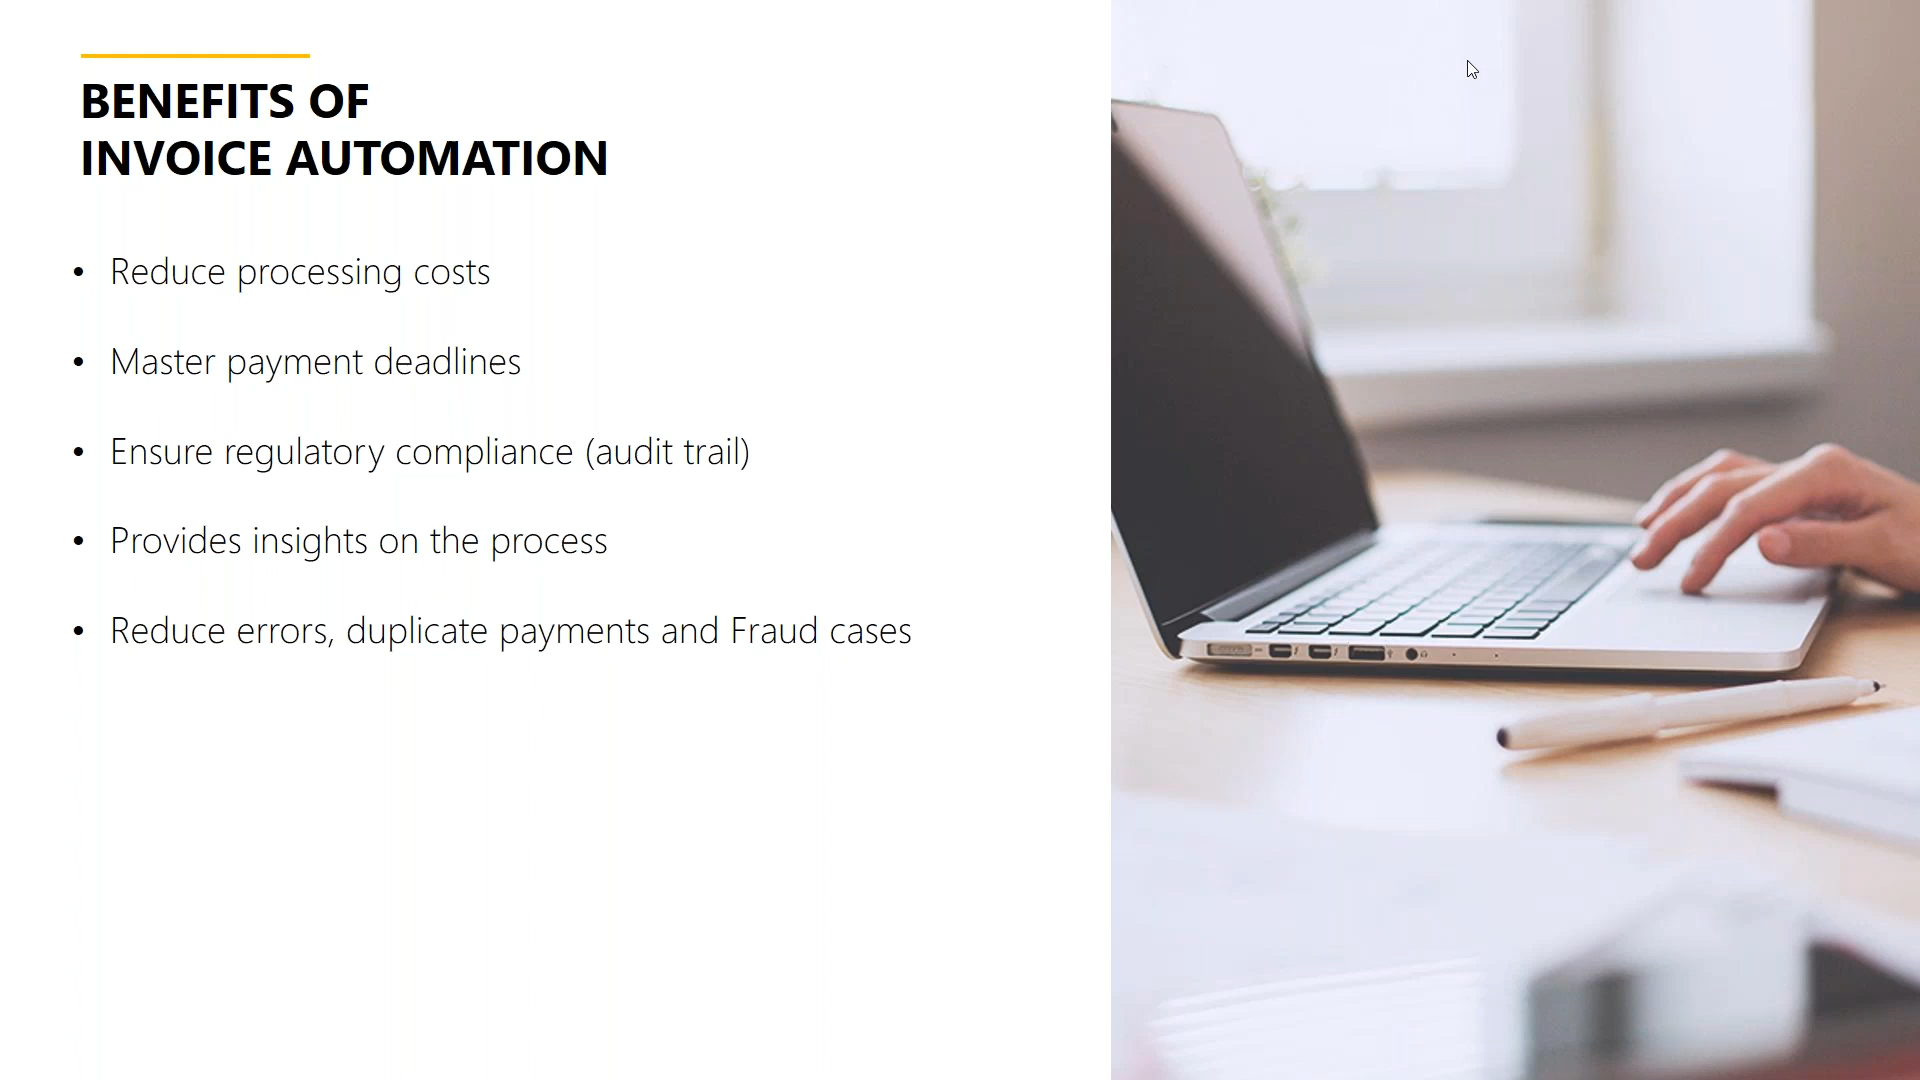 BENEFITS OF
INVOICE AUTOMATION
• Reduce processing costs
• Master payment deadlines
• Ensure regulatory compliance (audit trail)
• Provides insights on the process
• Reduce errors, duplicate payments and Fraud cases